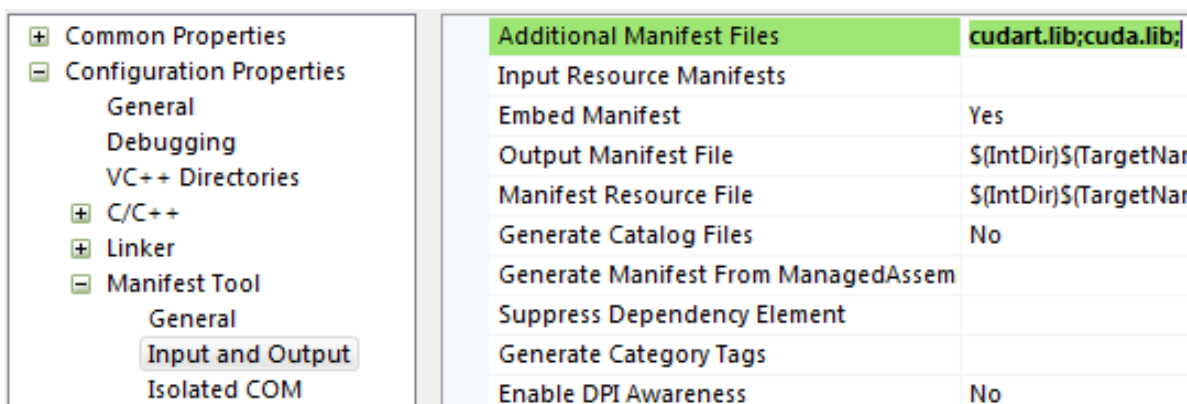 Common Properties
Configuration Properties
General
Debugging
VC++ Directories
C/C++
Linker
Manifest Tool
General
Input and Output
Isolated COM
Additional Manifest Files cudart.lib;cuda.lib;
Input Resource Manifests
Embed Manifest Yes
Output Manifest File $(IntDir)$(TargetNar
Manifest Resource File $(IntDir)$(TargetNar
Generate Catalog Files No
Generate Manifest From ManagedAssem
Suppress Dependency Element
Generate Category Tags
Enable DPI Awareness No